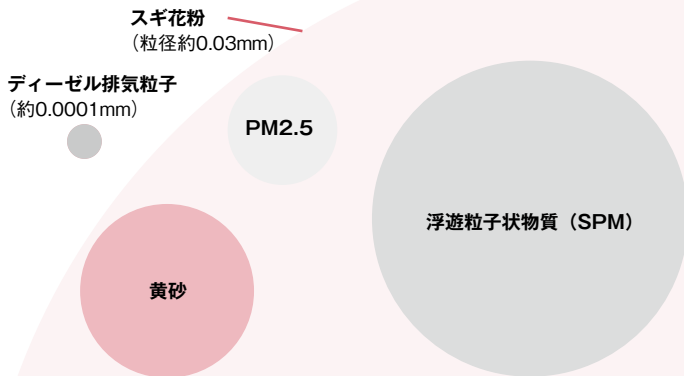 スギ花粉
（粒径約0.03mm）
ディーゼル排気粒子
（約0.0001mm）
PM2.5
浮遊粒子状物質（SPM）
黄砂